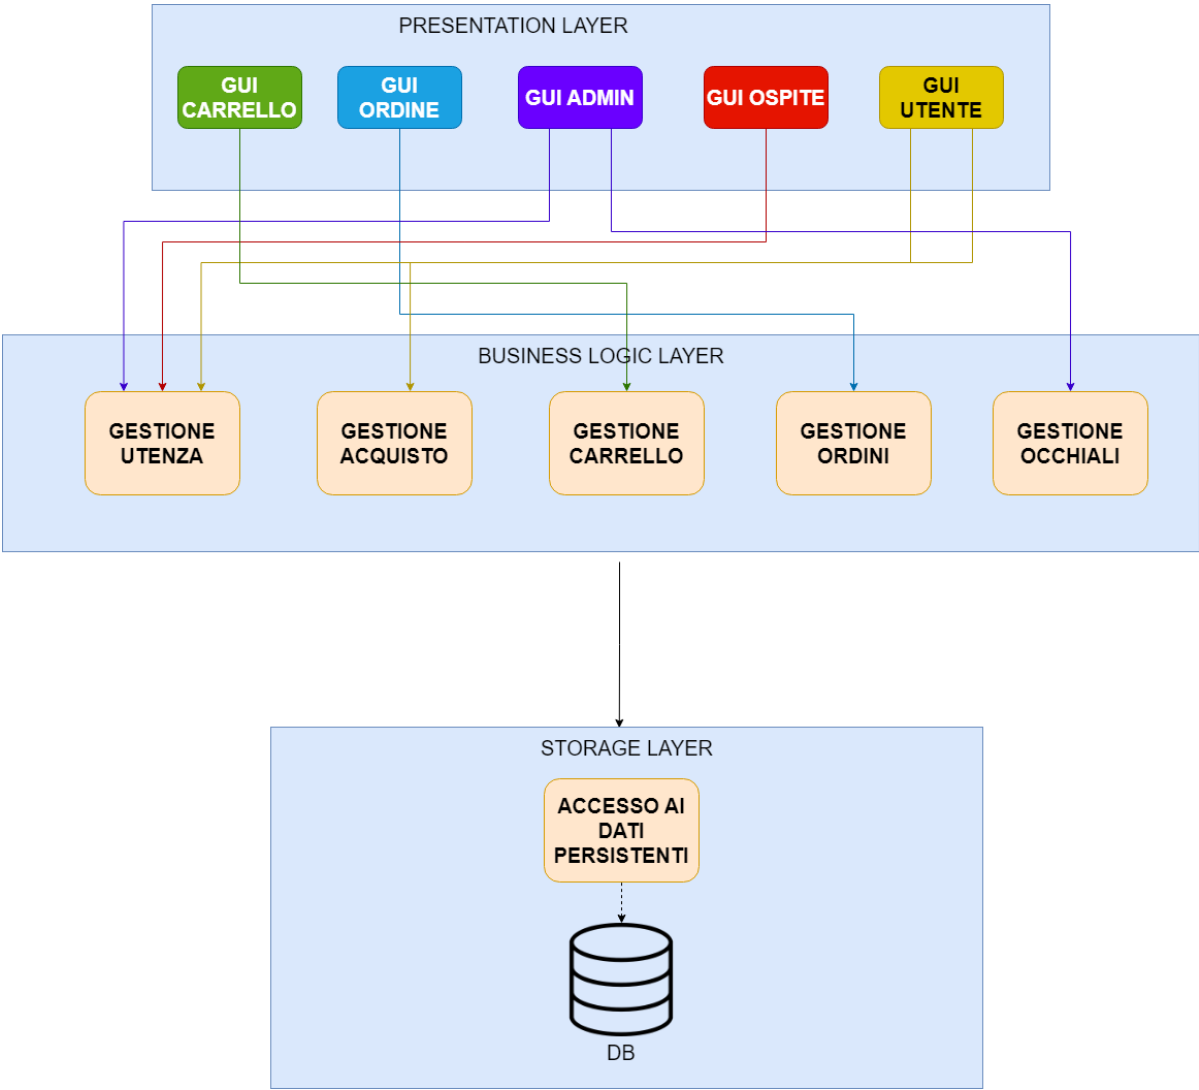 PRESENTATION LAYER
GUI
CARRELLO
GUI
ORDINE
GUI ADMIN
GUI OSPITE
GUI
UTENTE
BUSINESS LOGIC LAYER
GESTIONE
UTENZA
GESTIONE
ACQUISTO
GESTIONE
CARRELLO
GESTIONE
ORDINI
GESTIONE
OCCHIALI
STORAGE LAYER
ACCESSO AI
DATI
PERSISTENTI
DB